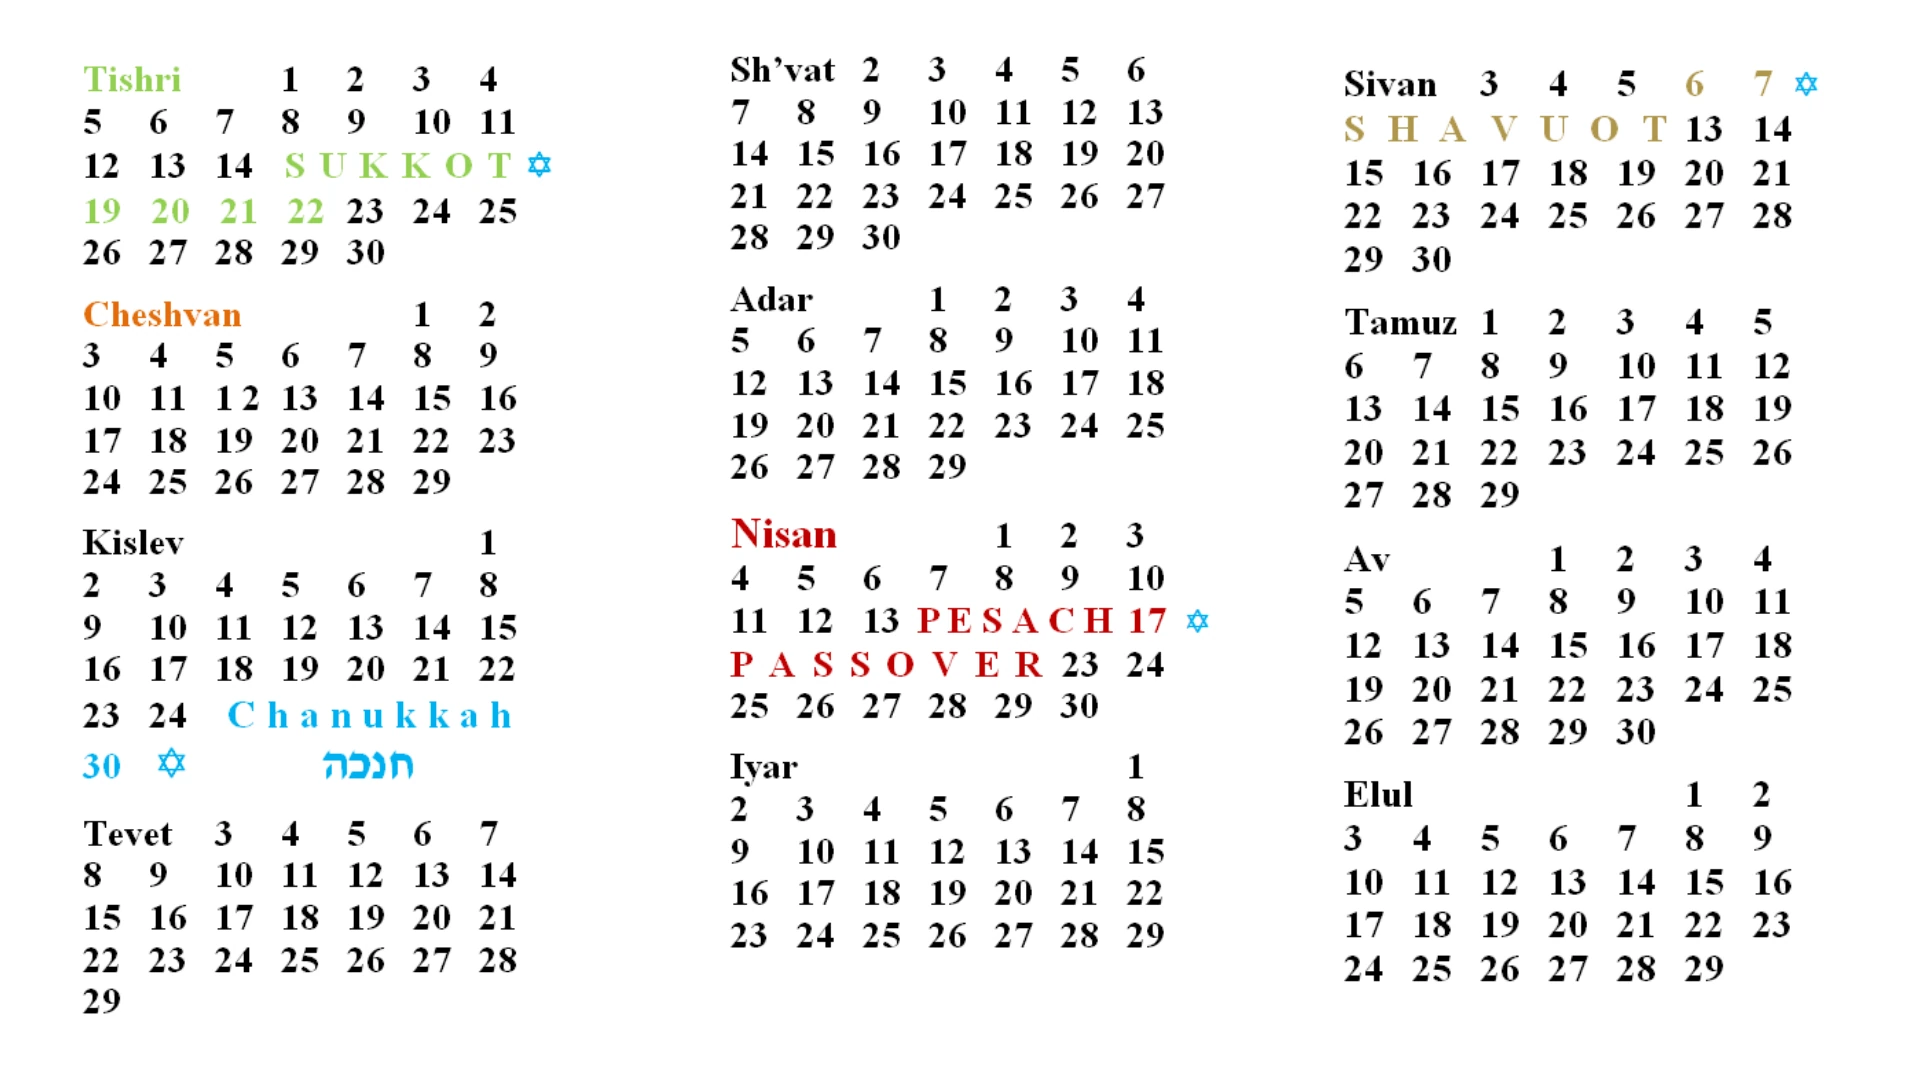 Tishri 1 2 3 4
5 6 7 8 9 10 11
12 13 14 S U K K O T
19 20 21 22 23 24 25
26 27 28 29 30
Cheshvan 1 2
3 4 5 6 7 8 9
10 11 1 2 13 14 15 16
17 18 19 20 21 22 23
24 25 26 27 28 29
Kislev 1
2 3 4 5 6 7 8
9 10 11 12 13 14 15
16 17 18 19 20 21 22
23 24 C h a n u k k a h
30 ✡ חנכה
Tevet 3 4 5 6 7
8 9 10 11 12 13 14
15 16 17 18 19 20 21
22 23 24 25 26 27 28
29
Sh’vat 2 3 4 5 6
7 8 9 10 11 12 13
14 15 16 17 18 19 20
21 22 23 24 25 26 27
28 29 30
Adar 1 2 3 4
5 6 7 8 9 10 11
12 13 14 15 16 17 18
19 20 21 22 23 24 25
26 27 28 29
Nisan 1 2 3
4 5 6 7 8 9 10
11 12 13 P E S A C H 17 ✡
P A S S O V E R 23 24
25 26 27 28 29 30
Iyar 1
2 3 4 5 6 7 8
9 10 11 12 13 14 15
16 17 18 19 20 21 22
23 24 25 26 27 28 29
Sivan 3 4 5 6 7 ✡
S H A V U O T 13 14
15 16 17 18 19 20 21
22 23 24 25 26 27 28
29 30
Tamuz 1 2 3 4 5
6 7 8 9 10 11 12
13 14 15 16 17 18 19
20 21 22 23 24 25 26
27 28 29
Av 1 2 3 4
5 6 7 8 9 10 11
12 13 14 15 16 17 18
19 20 21 22 23 24 25
26 27 28 29 30
Elul 1 2
3 4 5 6 7 8 9
10 11 12 13 14 15 16
17 18 19 20 21 22 23
24 25 26 27 28 29